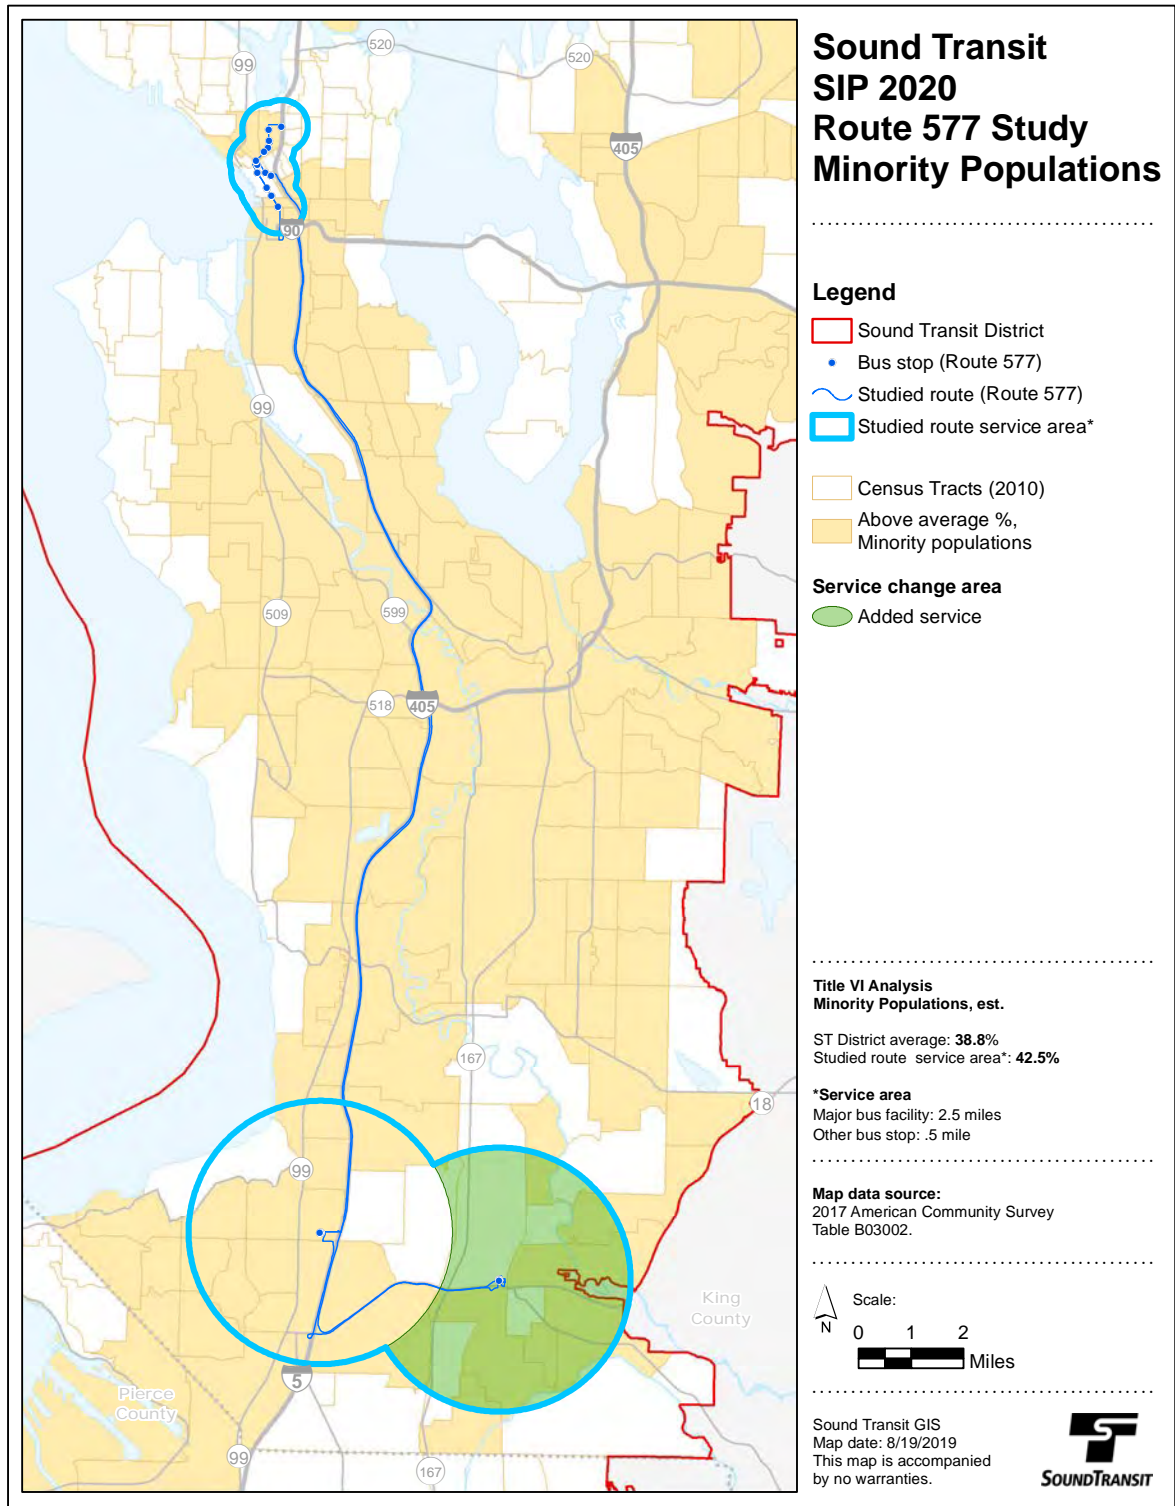 Sound Transit
SIP 2020
Route 577 Study
Minority Populations
Legend
Sound Transit District
Bus stop (Route 577)
Studied route (Route 577)
Studied route service area*
Census Tracts (2010)
Above average %,
Minority populations
Service change area
Added service
Title VI Analysis
Minority Populations, est.
ST District average: 38.8%
Studied route service area*: 42.5%
*Service area
Major bus facility: 2.5 miles
Other bus stop: .5 mile
Map data source:
2017 American Community Survey
Table B03002.
N
Scale:
0 1 2
Miles
Sound Transit GIS
Map date: 8/19/2019
This map is accompanied
by no warranties.
SOUNDTRANSIT
520
99
520
405
90
99
509
599
518
405
167
18
99
King
County
5
Pierce
County
99
167